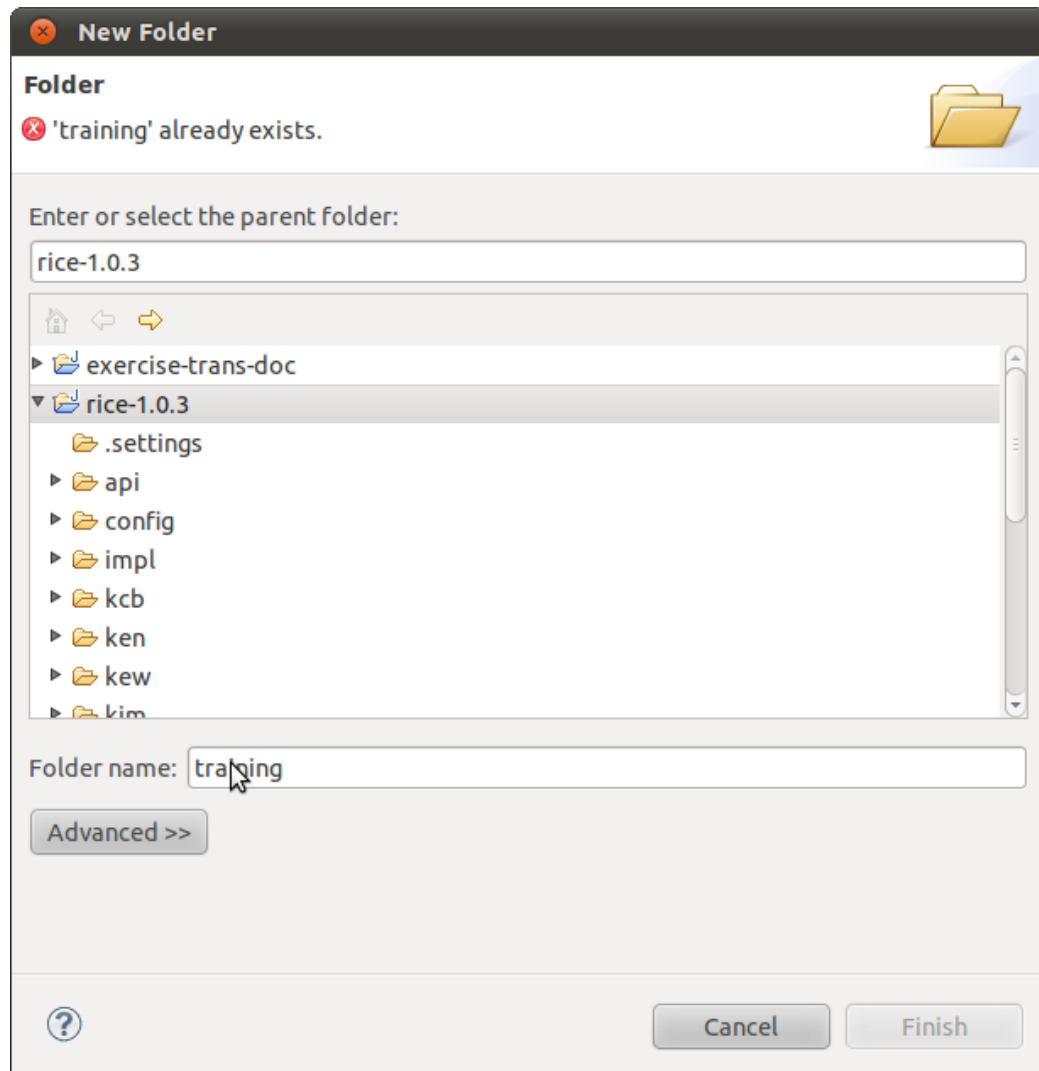 New Folder
Folder
'training' already exists.
Enter or select the parent folder:
rice-1.0.3
exercise-trans-doc
rice-1.0.3
.settings
api
config
impl
kcb
ken
kew
kim
Folder name: training
Advanced >>
Cancel Finish